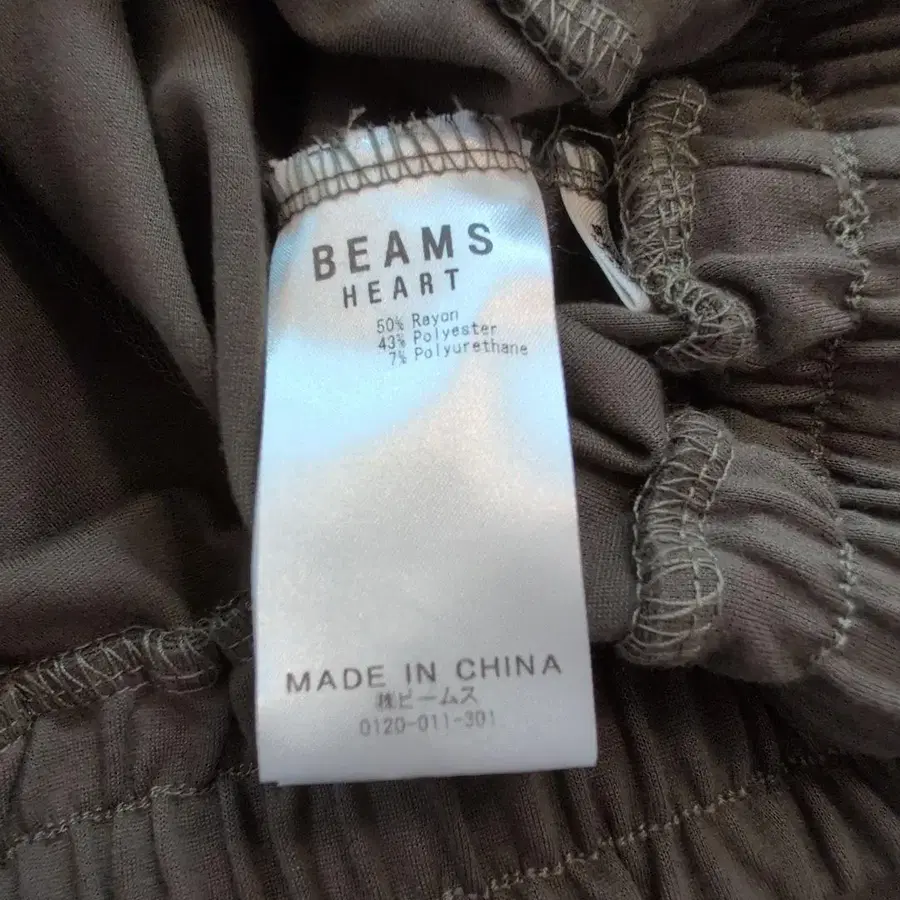 BEAMS
HEART
50% Rayon
43% Polyester
7% Polyurethane
MADE IN CHINA
㈱ビームス
0120-011-301